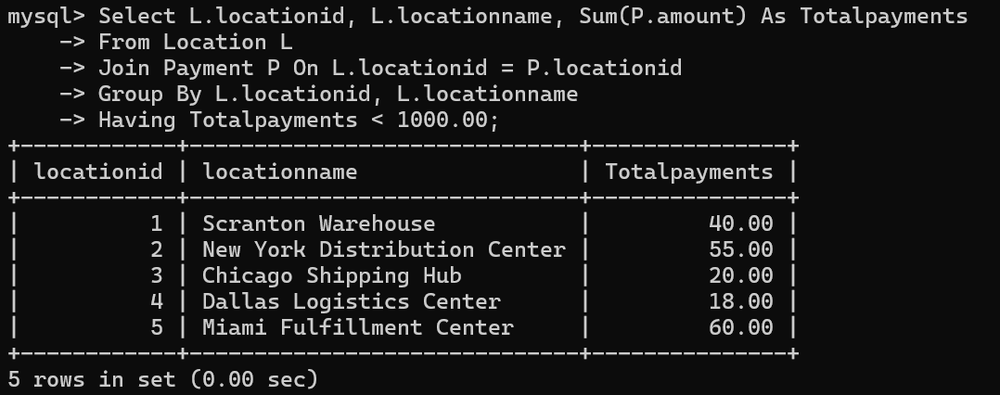 mysql> Select L.locationid, L.locationname, Sum(P.amount) As Totalpayments
    -> From Location L
    -> Join Payment P On L.locationid = P.locationid
    -> Group By L.locationid, L.locationname
    -> Having Totalpayments < 1000.00;
+------------+----------------------------+---------------+
| locationid | locationname               | Totalpayments |
+------------+----------------------------+---------------+
|          1 | Scranton Warehouse         |         40.00 |
|          2 | New York Distribution Center |         55.00 |
|          3 | Chicago Shipping Hub       |         20.00 |
|          4 | Dallas Logistics Center    |         18.00 |
|          5 | Miami Fulfillment Center   |         60.00 |
+------------+----------------------------+---------------+
5 rows in set (0.00 sec)